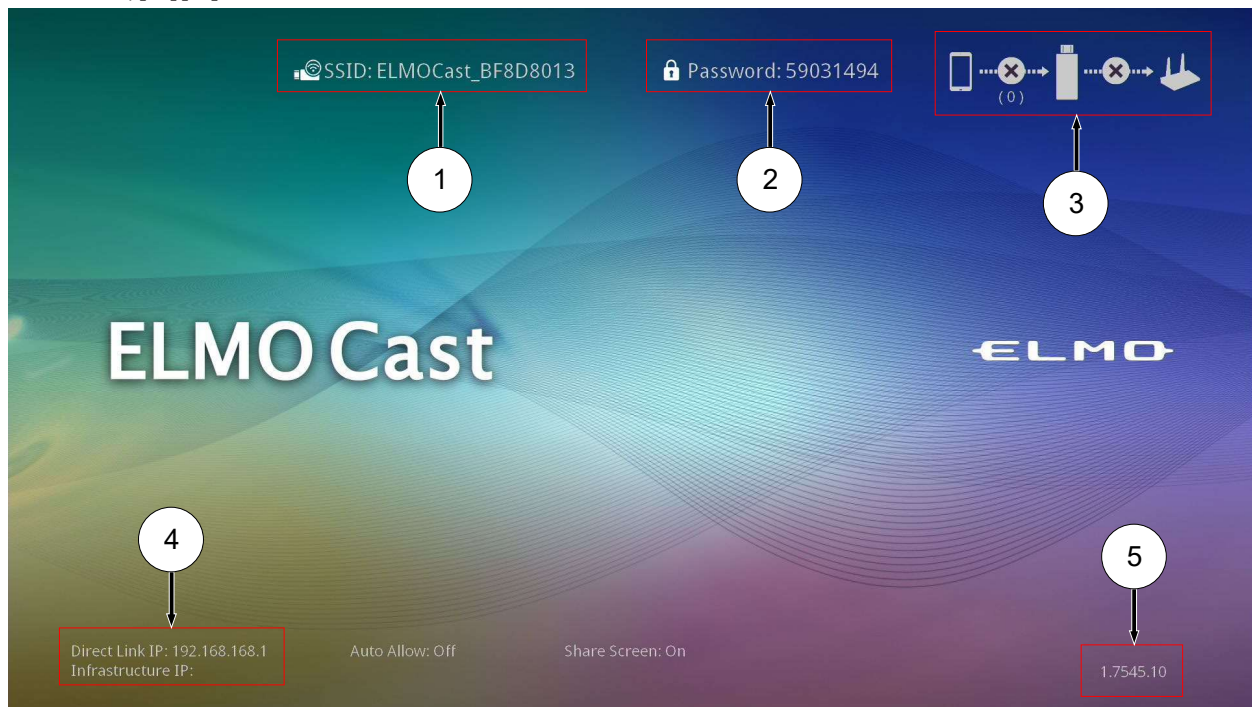 SSID: ELMOCast_BF8D8013
Password: 59031494
(0)
1
2
3
ELMO Cast
ELMO
4
5
Direct Link IP: 192.168.168.1
Auto Allow: Off
Share Screen: On
Infrastructure IP:
1.7545.10